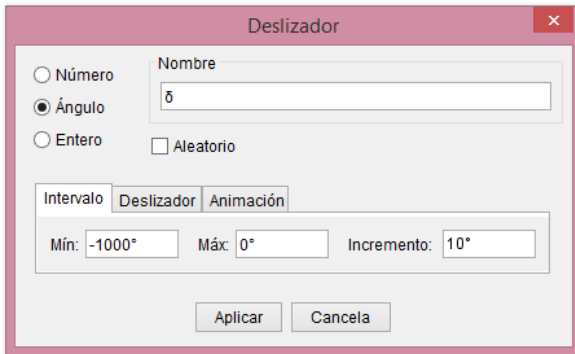 Deslizador
Número
Ángulo
Entero
Nombre
δ
Aleatorio
Intervalo Deslizador Animación
Mín: -1000° Máx: 0° Incremento: 10°
Aplicar Cancela